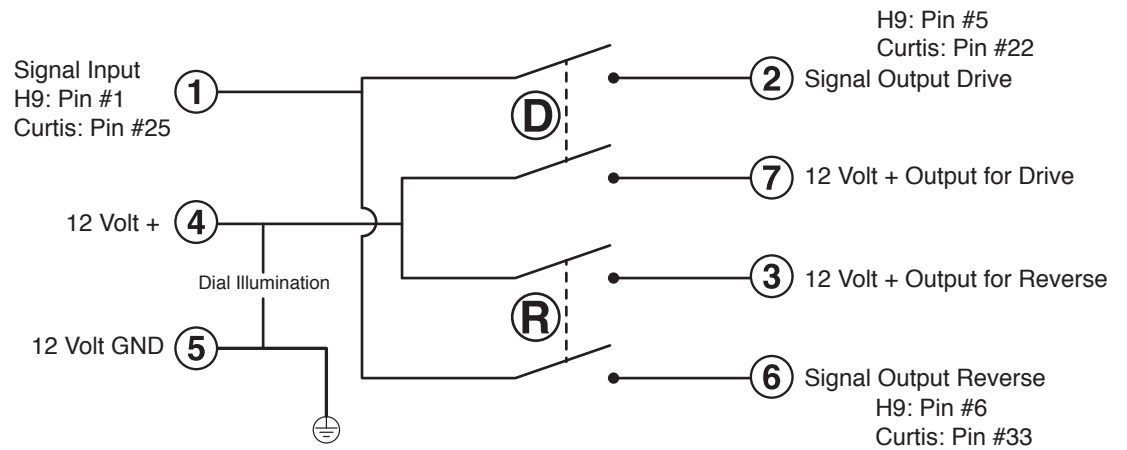 Signal Input
H9: Pin #1
Curtis: Pin #25
1
12 Volt +
4
Dial Illumination
12 Volt GND
5
D
R
H9: Pin #5
Curtis: Pin #22
2
Signal Output Drive
7
12 Volt + Output for Drive
3
12 Volt + Output for Reverse
6
Signal Output Reverse
H9: Pin #6
Curtis: Pin #33